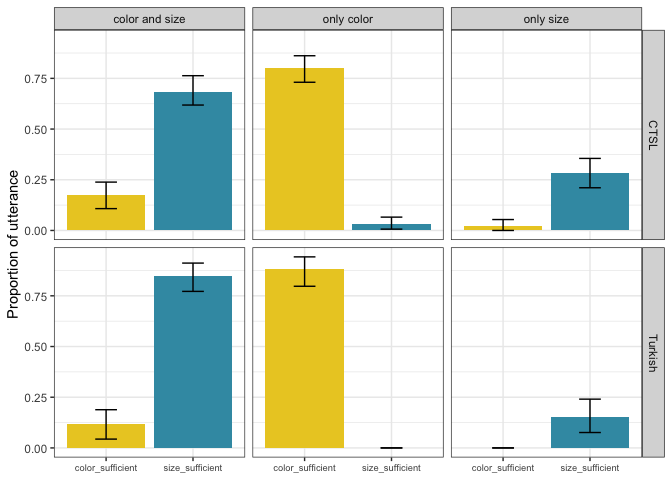 color and size only color only size
Proportion of utterance
0.75
0.50
0.25
0.00
CTSL
0.75
0.50
0.25
0.00
Turkish
color_sufficient size_sufficient color_sufficient size_sufficient color_sufficient size_sufficient